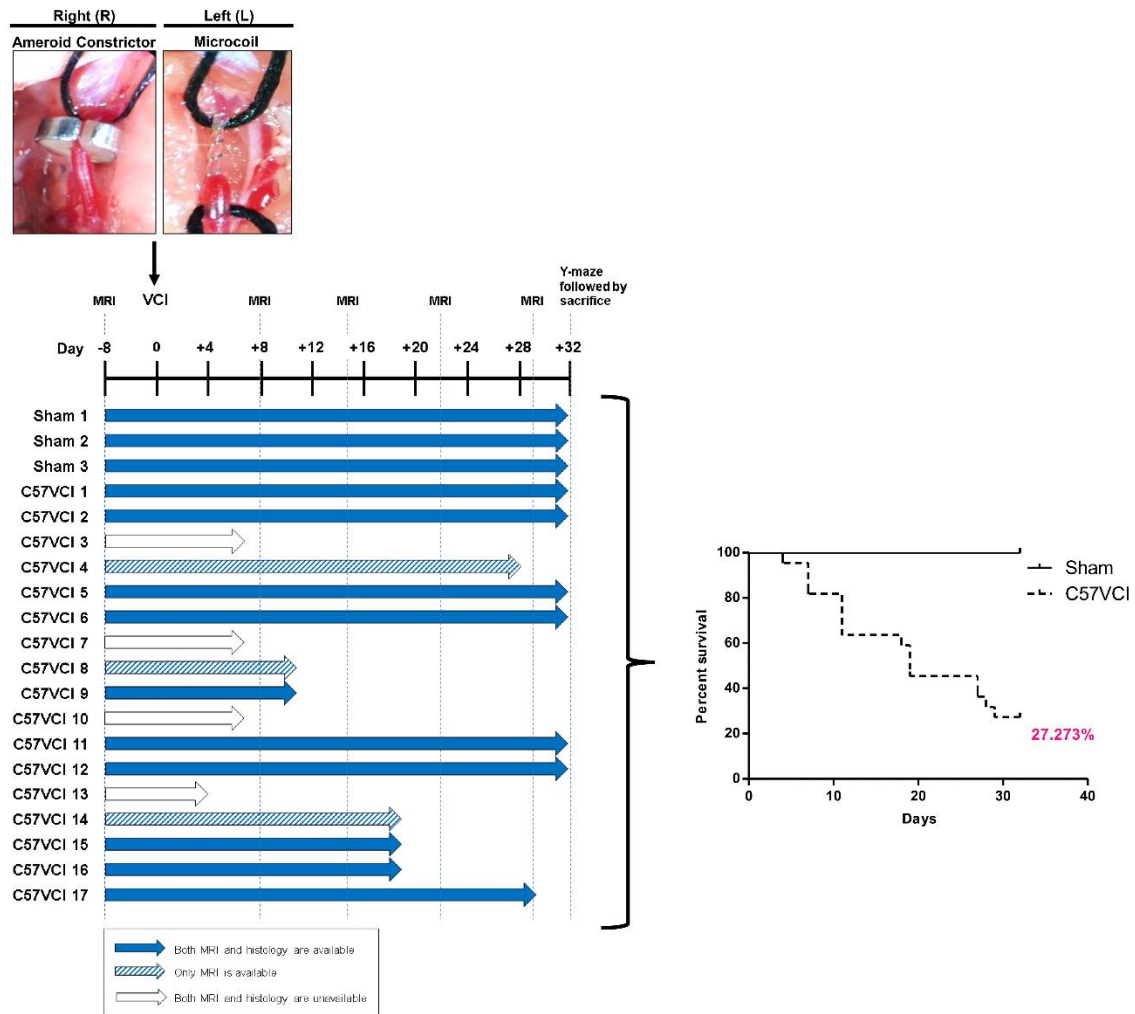 Right (R) Left (L)
Ameroid Constrictor Microcoil
MRI VCI MRI MRI MRI MRI Y-maze
followed by
sacrifice
Day -8 0 +4 +8 +12 +16 +20 +24 +28 +32
Sham 1
Sham 2
Sham 3
C57VCI 1
C57VCI 2
C57VCI 3
C57VCI 4
C57VCI 5
C57VCI 6
C57VCI 7
C57VCI 8
C57VCI 9
C57VCI 10
C57VCI 11
C57VCI 12
C57VCI 13
C57VCI 14
C57VCI 15
C57VCI 16
C57VCI 17
Both MRI and histology are available
Only MRI is available
Both MRI and histology are unavailable
Percent survival
100
80
60
40
20
0
Sham
C57VCI
27.273%
0 10 20 30 40
Days